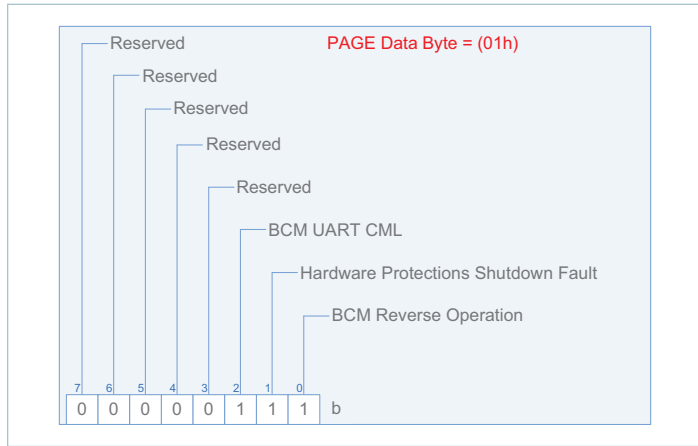 Reserved PAGE Data Byte = (01h)
Reserved
Reserved
Reserved
Reserved
BCM UART CML
Hardware Protections Shutdown Fault
BCM Reverse Operation
7 6 5 4 3 2 1 0
0 0 0 0 0 1 1 1 b